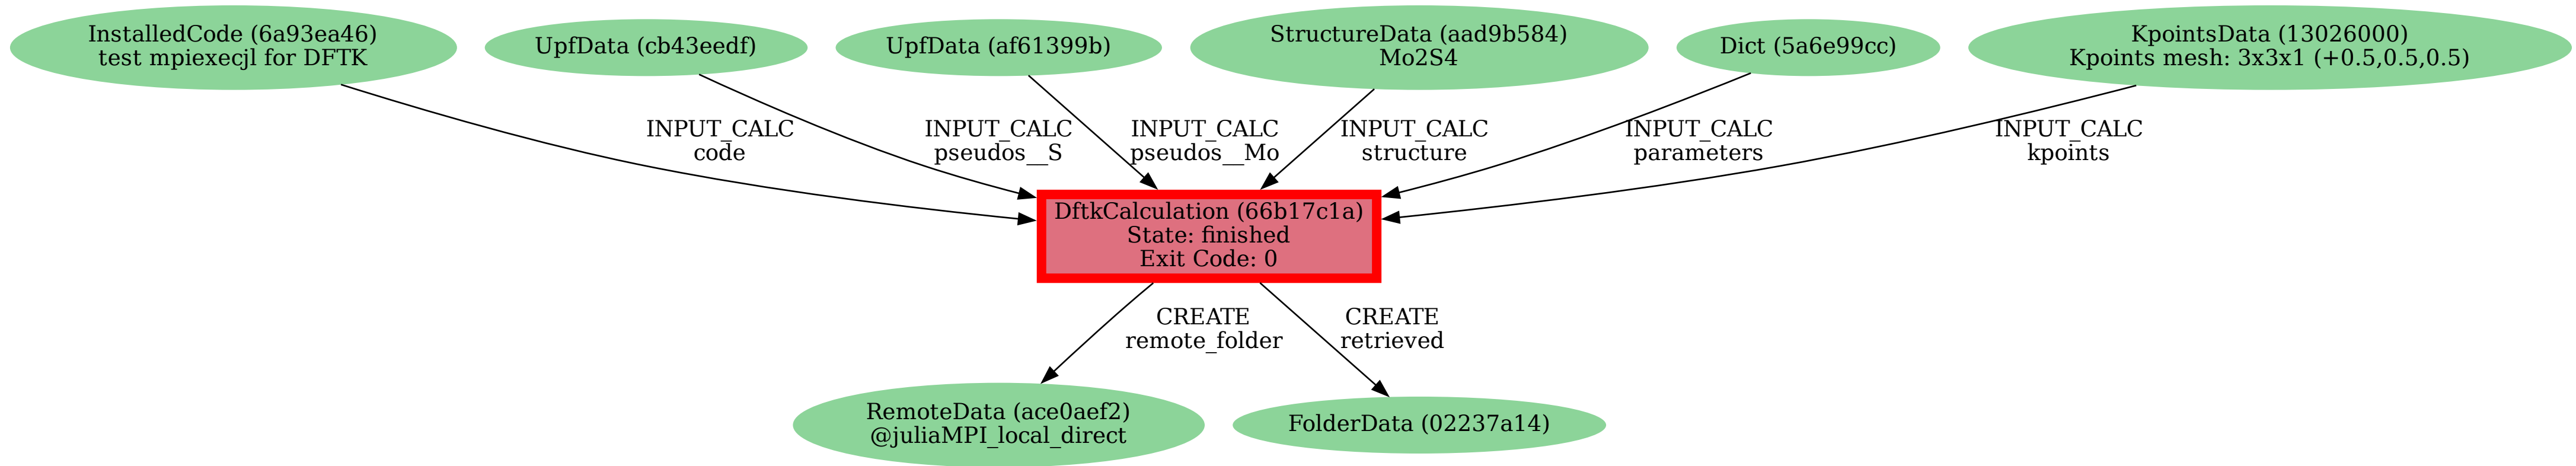 InstalledCode (6a93ea46)
test mpiexecjl for DFTK
UpfData (cb43eedf)
UpfData (af61399b)
StructureData (aad9b584)
Mo2S4
Dict (5a6e99cc)
KpointsData (13026000)
Kpoints mesh: 3x3x1 (+0.5,0.5,0.5)
INPUT_CALC
code
INPUT_CALC
pseudos__S
INPUT_CALC
pseudos__Mo
INPUT_CALC
structure
INPUT_CALC
parameters
INPUT_CALC
kpoints
DftkCalculation (66b17c1a)
State: finished
Exit Code: 0
CREATE
remote_folder
CREATE
retrieved
RemoteData (ace0aef2)
@juliaMPI_local_direct
FolderData (02237a14)